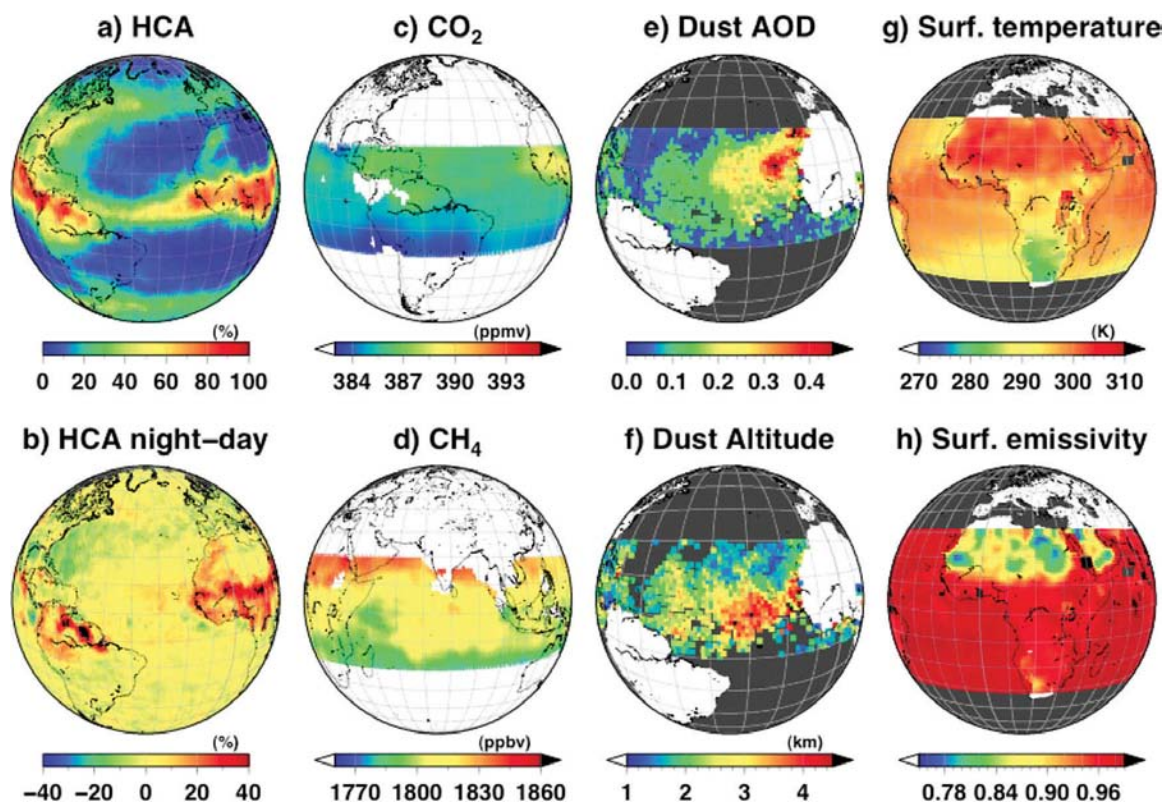 a) HCA
c) CO₂
e) Dust AOD
g) Surf. temperature
(%)
(ppmv)
(K)
0 20 40 60 80 100
384 387 390 393
0.0 0.1 0.2 0.3 0.4
270 280 290 300 310
b) HCA night–day
d) CH₄
f) Dust Altitude
h) Surf. emissivity
(%)
(ppbv)
(km)
−40 −20 0 20 40
1770 1800 1830 1860
1 2 3 4
0.78 0.84 0.90 0.96